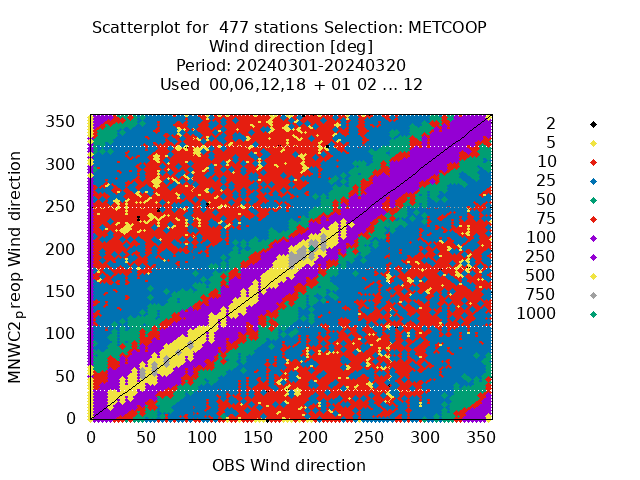 Scatterplot for  477 stations Selection: METCOOP
Wind direction [deg]
Period: 20240301-20240320
Used  00,06,12,18  + 01 02 ... 12
MNWC2preop Wind direction
350
300
250
200
150
100
50
0
0 50 100 150 200 250 300 350
OBS Wind direction
2
5
10
25
50
75
100
250
500
750
1000